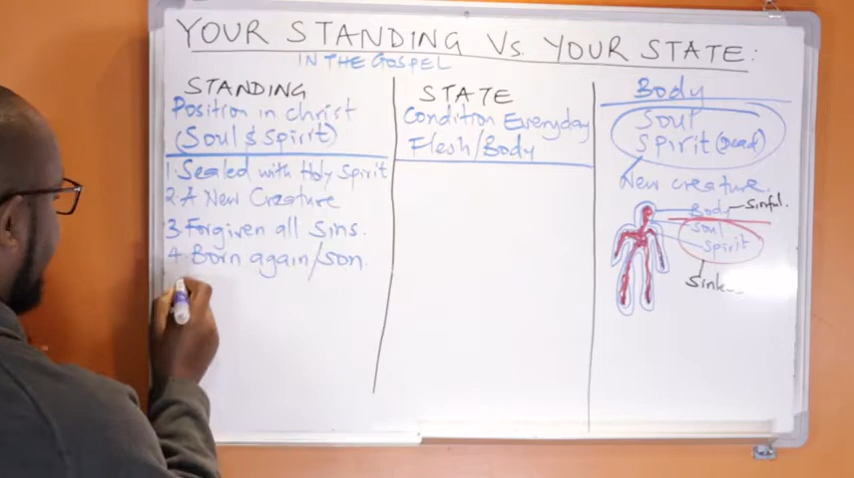 YOUR STANDING Vs. YOUR STATE:
IN THE GOSPEL
STANDING
Position in Christ
(Soul & Spirit)
1. Sealed with Holy Spirit
2. A New Creature
3. Forgiven all Sins.
4. Born again/Son.
STATE
Condition Everyday
Flesh/Body
Body
Soul
Spirit (Dead)
New creature.
Body
Sinful.
Soul
Spirit